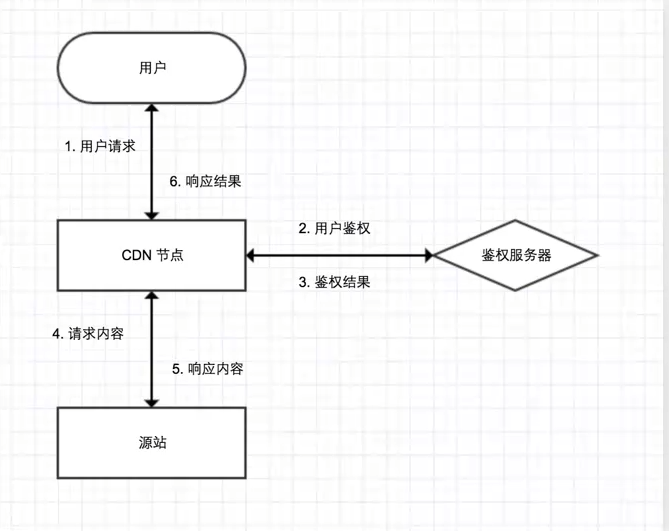 用户
1. 用户请求
6. 响应结果
2. 用户鉴权
CDN 节点
鉴权服务器
3. 鉴权结果
4. 请求内容
5. 响应内容
源站